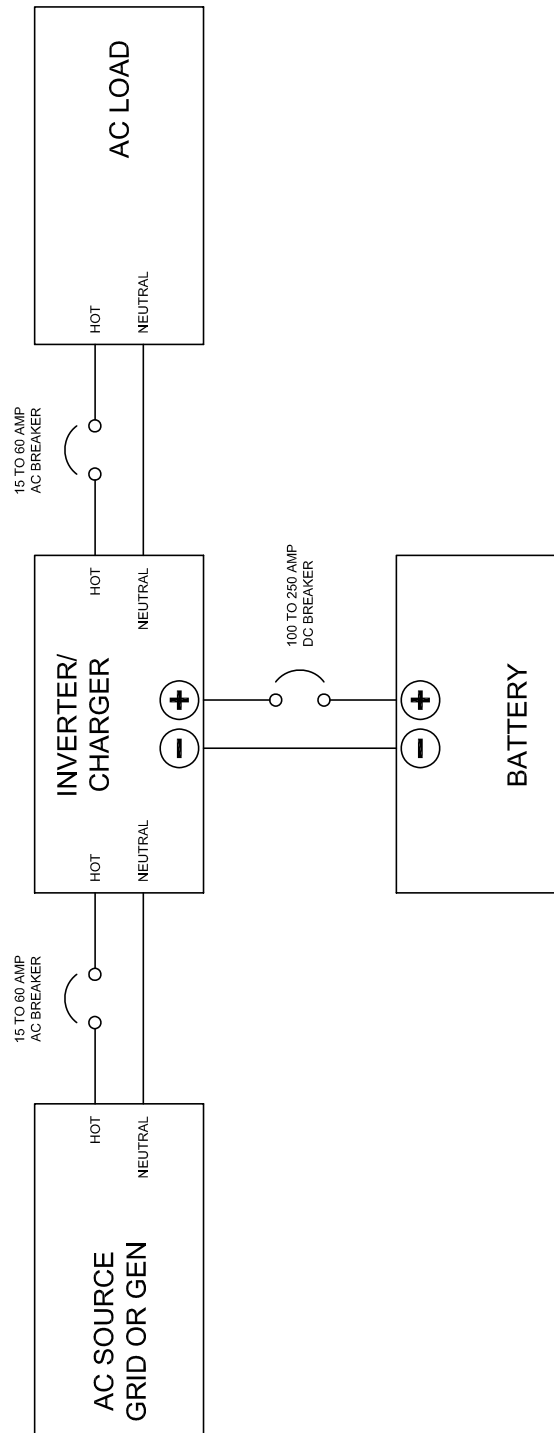 15 TO 60 AMP
AC BREAKER
15 TO 60 AMP
AC BREAKER
AC SOURCE
GRID OR GEN
HOT
NEUTRAL
HOT
NEUTRAL
INVERTER/
CHARGER
HOT
NEUTRAL
HOT
NEUTRAL
AC LOAD
-
+
100 TO 250 AMP
DC BREAKER
-
+
BATTERY